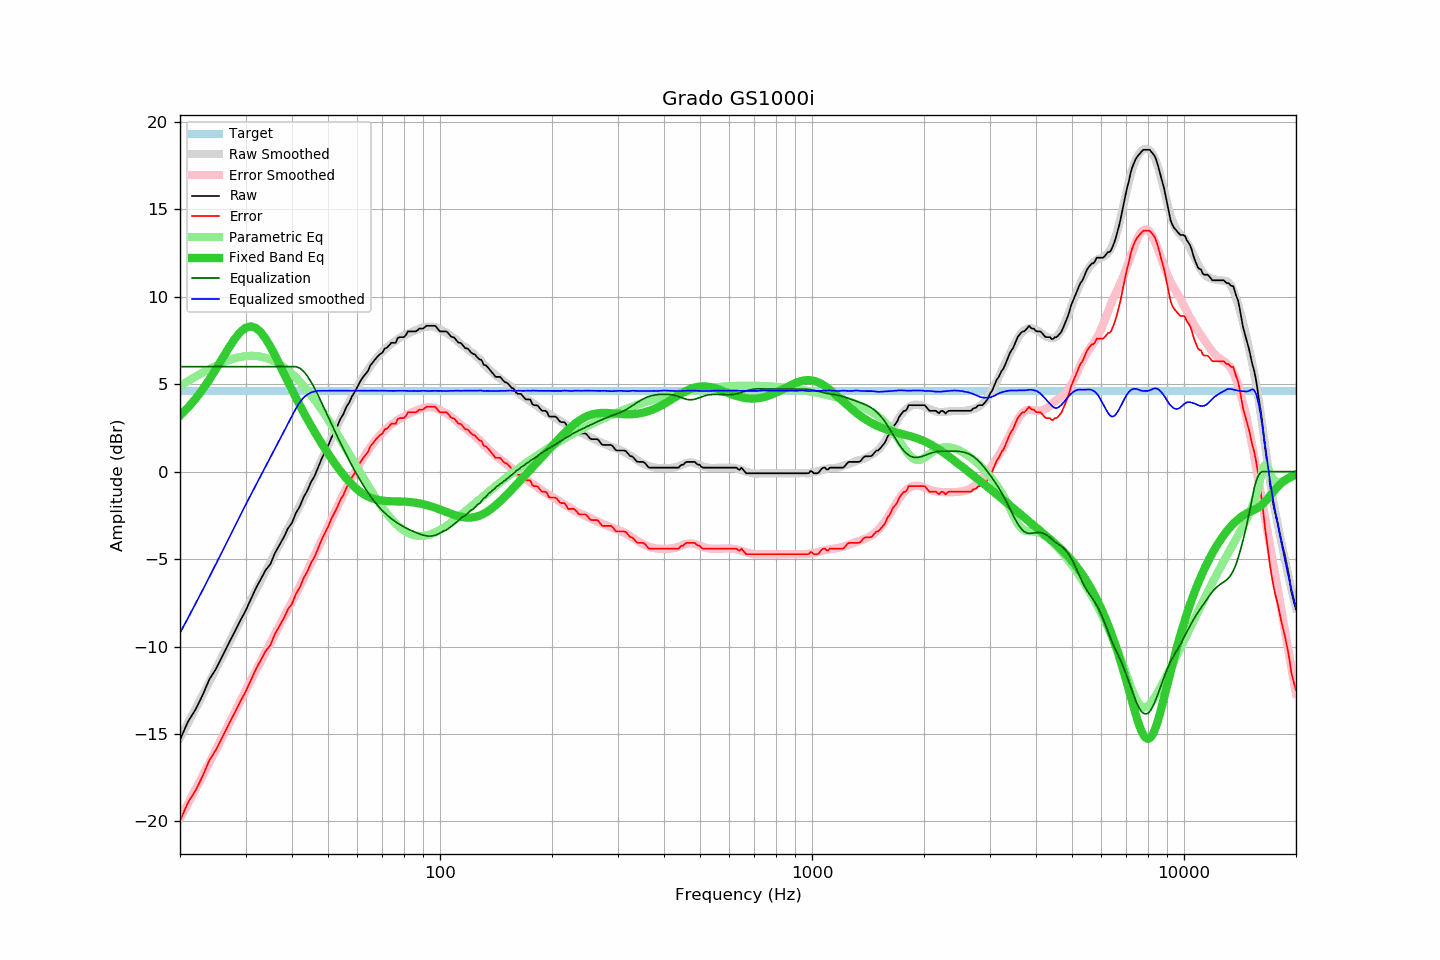 Grado GS1000i
Target
Raw Smoothed
Error Smoothed
Raw
Error
Parametric Eq
Fixed Band Eq
Equalization
Equalized smoothed
20
15
10
5
0
−5
−10
−15
−20
Amplitude (dBr)
100
1000
10000
Frequency (Hz)